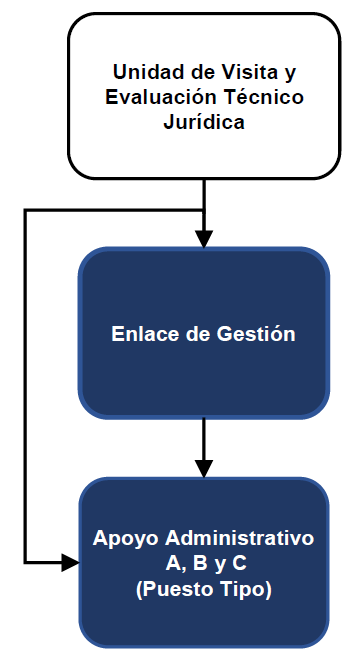 Unidad de Visita y
Evaluación Técnico
Jurídica
Enlace de Gestión
Apoyo Administrativo
A, B y C
(Puesto Tipo)